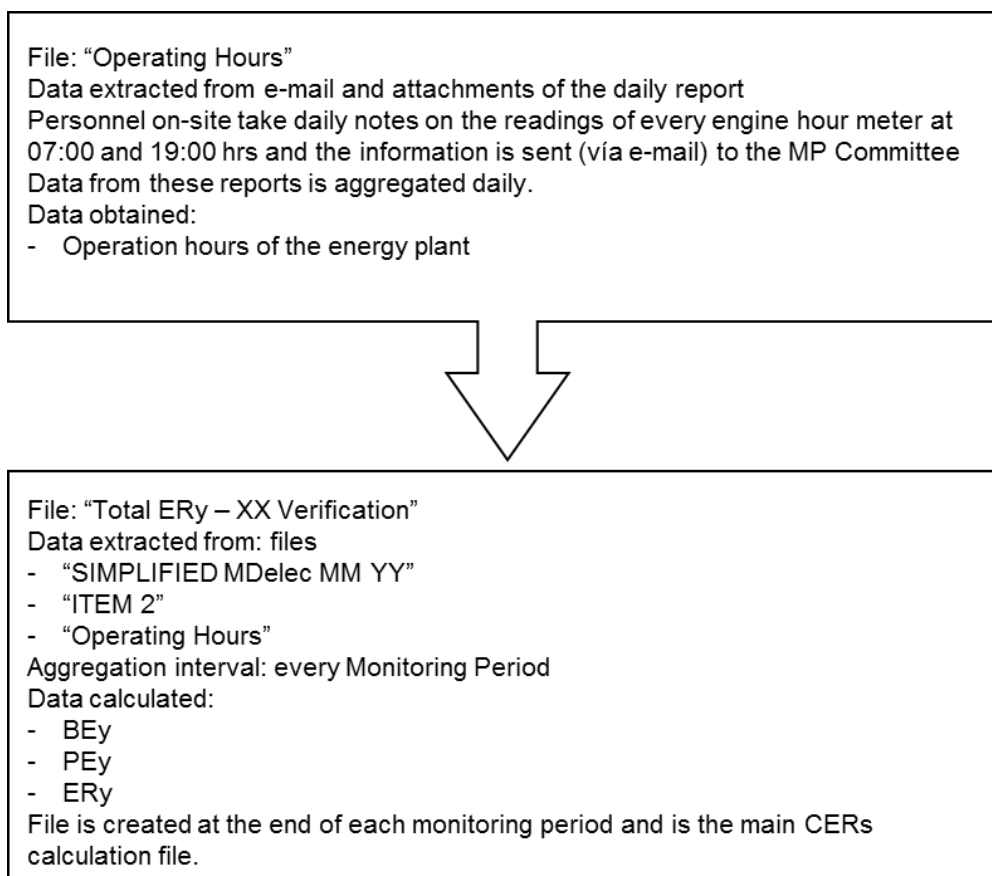 File: “Operating Hours”
Data extracted from e-mail and attachments of the daily report
Personnel on-site take daily notes on the readings of every engine hour meter at
07:00 and 19:00 hrs and the information is sent (vía e-mail) to the MP Committee
Data from these reports is aggregated daily.
Data obtained:
- Operation hours of the energy plant
File: “Total ERy – XX Verification”
Data extracted from: files
- “SIMPLIFIED MDelec MM YY”
- “ITEM 2”
- “Operating Hours”
Aggregation interval: every Monitoring Period
Data calculated:
- BEy
- PEy
- ERy
File is created at the end of each monitoring period and is the main CERs
calculation file.